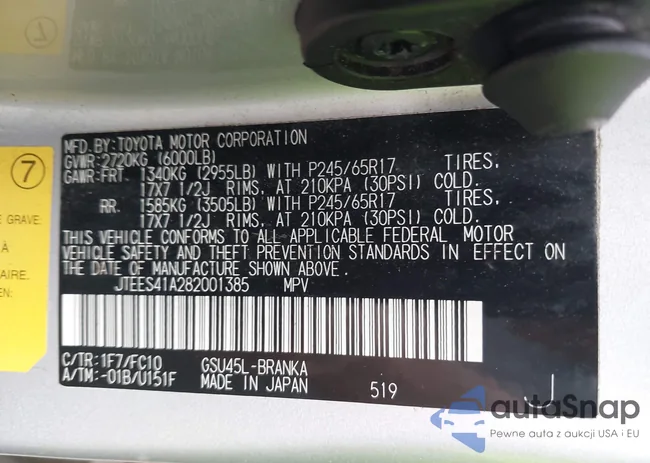 MFD.BY:TOYOTA MOTOR CORPORATION
GVWR:2720KG (6000LB)
GAWR:FRT 1340KG (2955LB) WITH P245/65R17 TIRES.
17X7 1/2J RIMS, AT 210KPA (30PSI) COLD.
RR. 1585KG (3505LB) WITH P245/65R17 TIRES.
17X7 1/2J RIMS, AT 210KPA (30PSI) COLD.
THIS VEHICLE CONFORMS TO ALL APPLICABLE FEDERAL MOTOR
VEHICLE SAFETY AND THEFT PREVENTION STANDARDS IN EFFECT ON
THE DATE OF MANUFACTURE SHOWN ABOVE.
JTEES41A282001385 MPV
C/TR:1F7/FC10 GSU45L-BRANKA
A/TM:-01B/U151F MADE IN JAPAN 519
7
E GRAVE.
À
AIRE.
EN:
autoSnap
Pewne auta z aukcji USA i EU